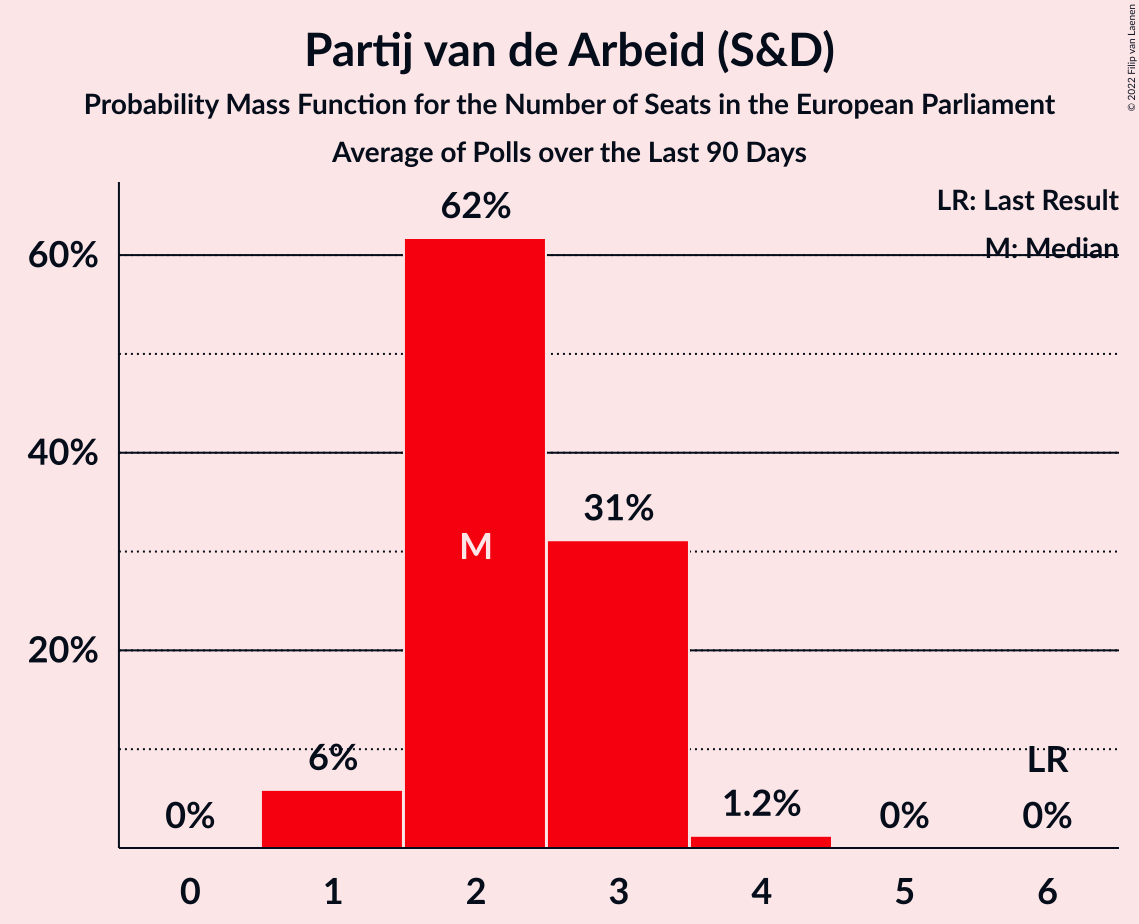 Partij van de Arbeid (S&D)
Probability Mass Function for the Number of Seats in the European Parliament
Average of Polls over the Last 90 Days
© 2022 Filip van Laenen
LR: Last Result
M: Median
62%
60%
40%
31%
M
20%
6%
LR
0%
1.2%
0%
0%
0 1 2 3 4 5 6